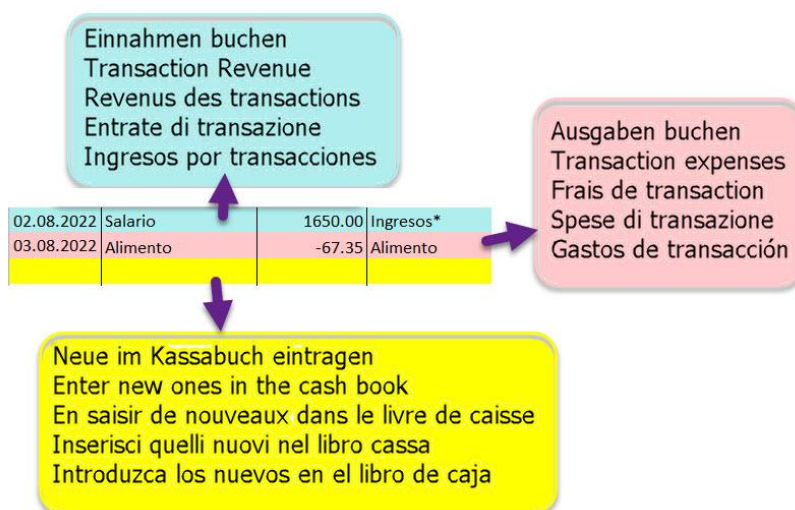 Einnahmen buchen
Transaction Revenue
Revenus des transactions
Entrate di transazione
Ingresos por transacciones
Ausgaben buchen
Transaction expenses
Frais de transaction
Spese di transazione
Gastos de transacción
02.08.2022 Salario 1650.00 Ingresos*
03.08.2022 Alimento -67.35 Alimento
Neue im Kassabuch eintragen
Enter new ones in the cash book
En saisir de nouveaux dans le livre de caisse
Inserisci quelli nuovi nel libro cassa
Introduzca los nuevos en el libro de caja